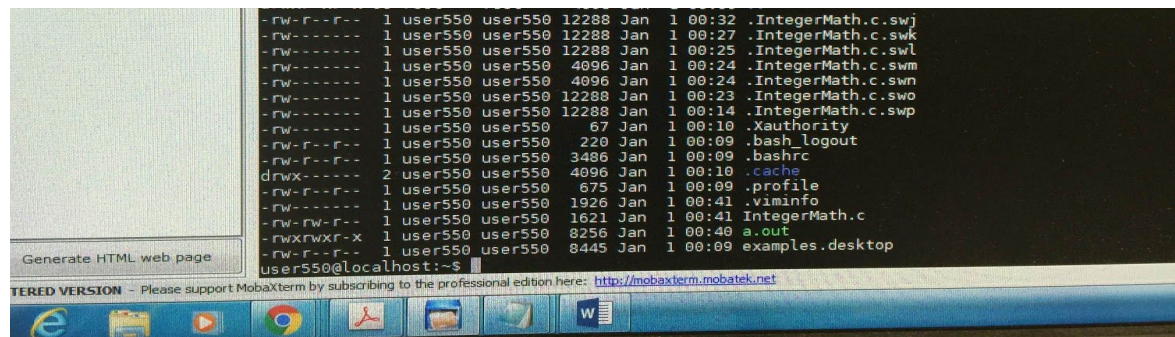 -rw-r--r-- 1 user550 user550 12288 Jan 1 00:32 .IntegerMath.c.swj
-rw------- 1 user550 user550 12288 Jan 1 00:27 .IntegerMath.c.swk
-rw------- 1 user550 user550 12288 Jan 1 00:25 .IntegerMath.c.swl
-rw------- 1 user550 user550 4096 Jan 1 00:24 .IntegerMath.c.swm
-rw------- 1 user550 user550 4096 Jan 1 00:24 .IntegerMath.c.swn
-rw------- 1 user550 user550 12288 Jan 1 00:23 .IntegerMath.c.swo
-rw------- 1 user550 user550 12288 Jan 1 00:14 .IntegerMath.c.swp
-rw------- 1 user550 user550 67 Jan 1 00:10 .Xauthority
-rw-r--r-- 1 user550 user550 220 Jan 1 00:09 .bash_logout
-rw-r--r-- 1 user550 user550 3486 Jan 1 00:09 .bashrc
drwx------ 2 user550 user550 4096 Jan 1 00:10 .cache
-rw-r--r-- 1 user550 user550 675 Jan 1 00:09 .profile
-rw------- 1 user550 user550 1926 Jan 1 00:41 .viminfo
-rw-rw-r-- 1 user550 user550 1621 Jan 1 00:41 IntegerMath.c
-rwxrwxr-x 1 user550 user550 8256 Jan 1 00:40 a.out
-rw-r--r-- 1 user550 user550 8445 Jan 1 00:09 examples.desktop
user550@localhost:~$
Generate HTML web page
TERED VERSION - Please support MobaXterm by subscribing to the professional edition here: http://mobaxterm.mobatek.net
W